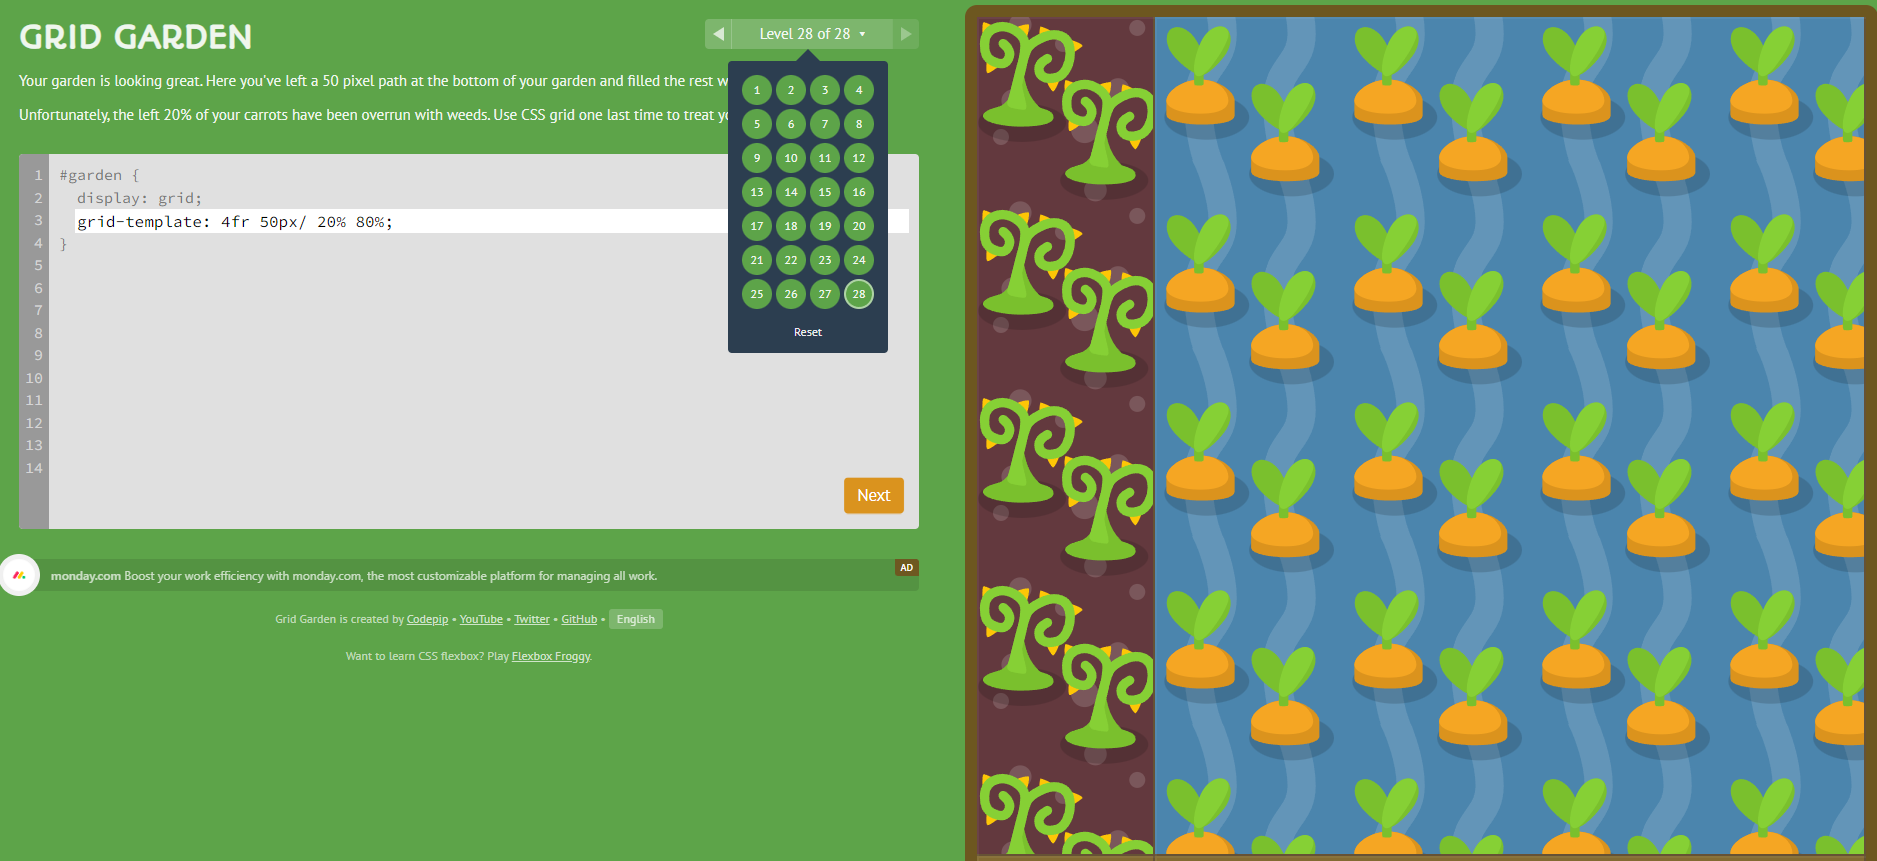 GRID GARDEN
Level 28 of 28
Your garden is looking great. Here you've left a 50 pixel path at the bottom of your garden and filled the rest
Unfortunately, the left 20% of your carrots have been overrun with weeds. Use CSS grid one last time to treat
1 2 3 4
5 6 7 8
9 10 11 12
13 14 15 16
17 18 19 20
21 22 23 24
25 26 27 28
Reset
1 #garden {
2 display: grid;
3 grid-template: 4fr 50px/ 20% 80%;
4 }
5
6
7
8
9
10
11
12
13
14
Next
monday.com Boost your work efficiency with monday.com, the most customizable platform for managing all work.
AD
Grid Garden is created by Codepip • YouTube • Twitter • GitHub • English
Want to learn CSS flexbox? Play Flexbox Froggy.